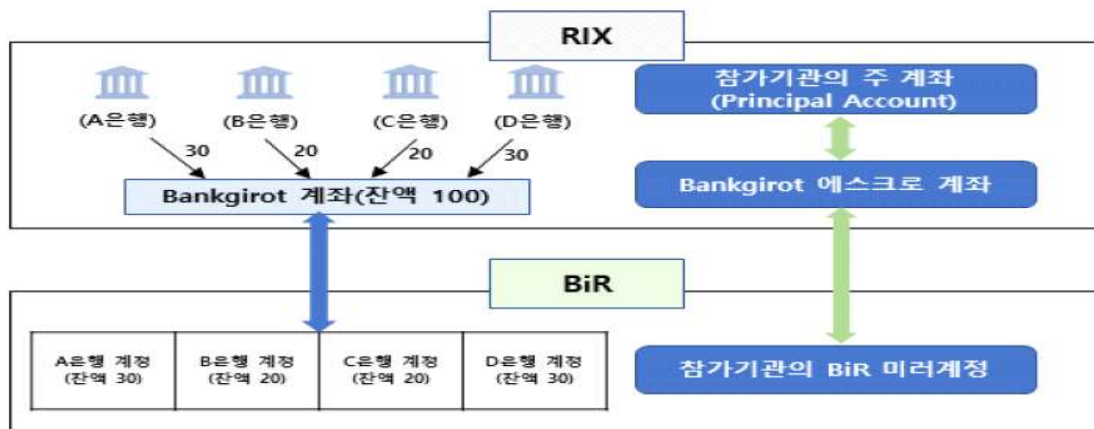 RIX
(A은행)
(B은행)
(C은행)
(D은행)
30
20
20
30
Bankgirot 계좌(잔액 100)
참가기관의 주 계좌
(Principal Account)
Bankgirot 에스크로 계좌
BiR
A은행 계정
(잔액 30)
B은행 계정
(잔액 20)
C은행 계정
(잔액 20)
D은행 계정
(잔액 30)
참가기관의 BiR 미러계정